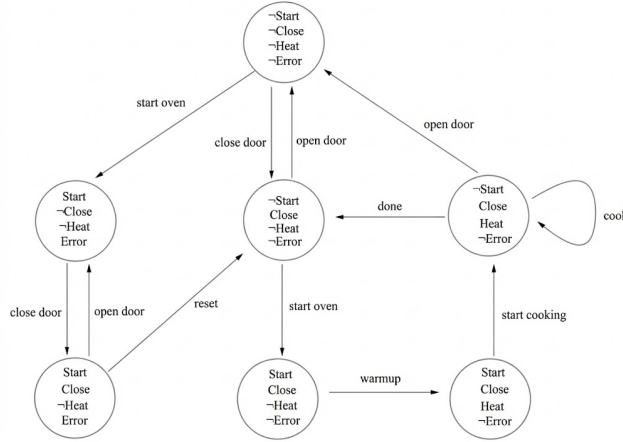 ¬Start
¬Close
¬Heat
¬Error
start oven
close door
open door
open door
Start
¬Close
¬Heat
Error
¬Start
Close
¬Heat
¬Error
done
¬Start
Close
Heat
¬Error
close door
open door
reset
start oven
start cooking
Start
Close
¬Heat
Error
Start
Close
¬Heat
¬Error
warmup
Start
Close
Heat
¬Error